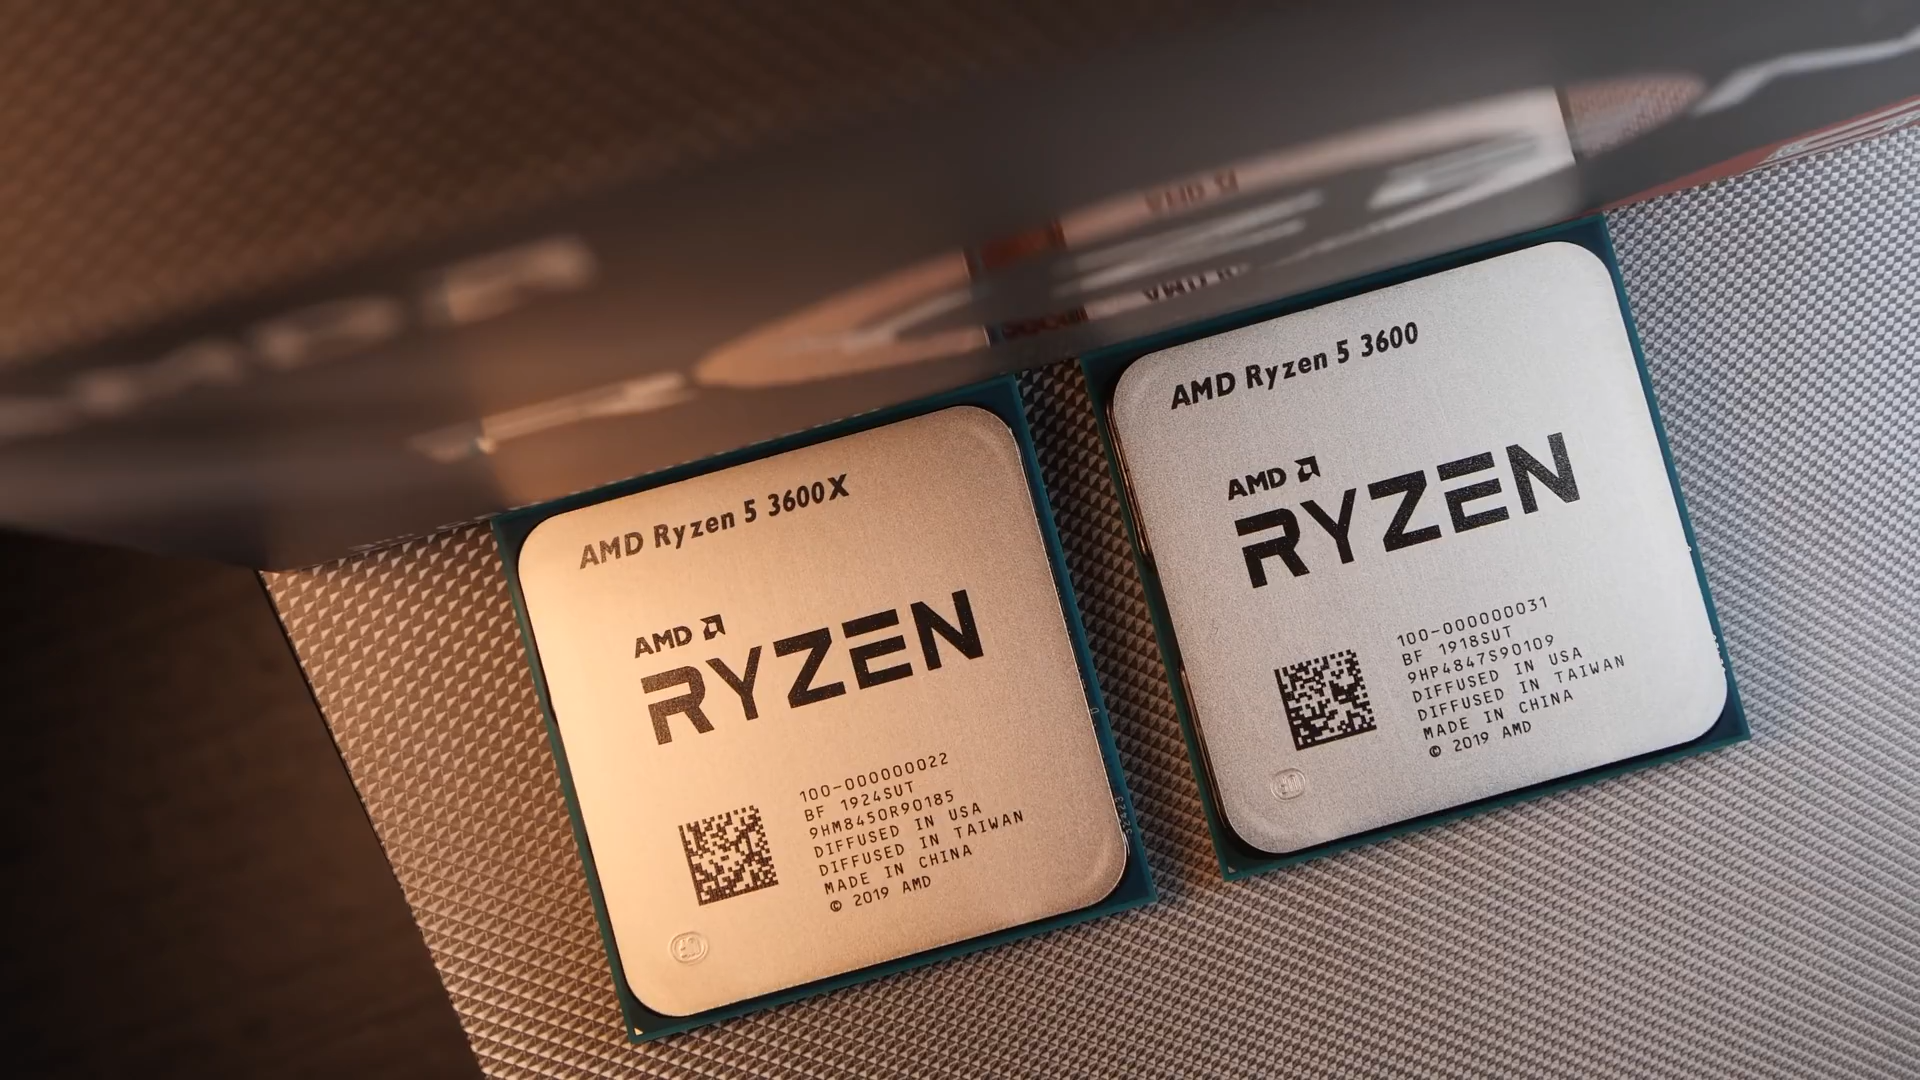 AMD Ryzen 5 3600X
AMD
RYZEN
100-000000022
BF 1924SUT
9HM8450R90185
DIFFUSED IN USA
DIFFUSED IN TAIWAN
MADE IN CHINA
© 2019 AMD
AMD Ryzen 5 3600
AMD
RYZEN
100-000000031
BF 1918SUT
9HP4847S90109
DIFFUSED IN USA
DIFFUSED IN TAIWAN
MADE IN CHINA
© 2019 AMD